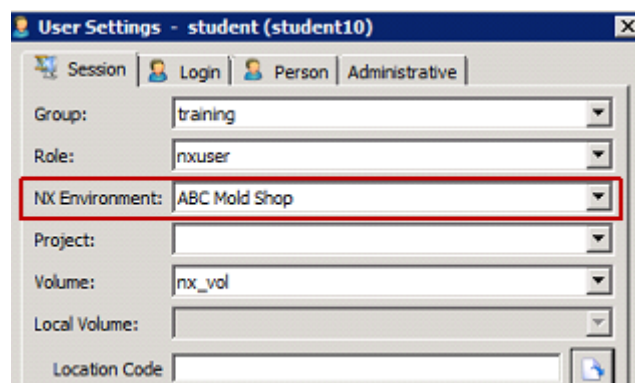 User Settings - student (student10)
Session Login Person Administrative
Group: training
Role: nxuser
NX Environment: ABC Mold Shop
Project:
Volume: nx_vol
Local Volume:
Location Code